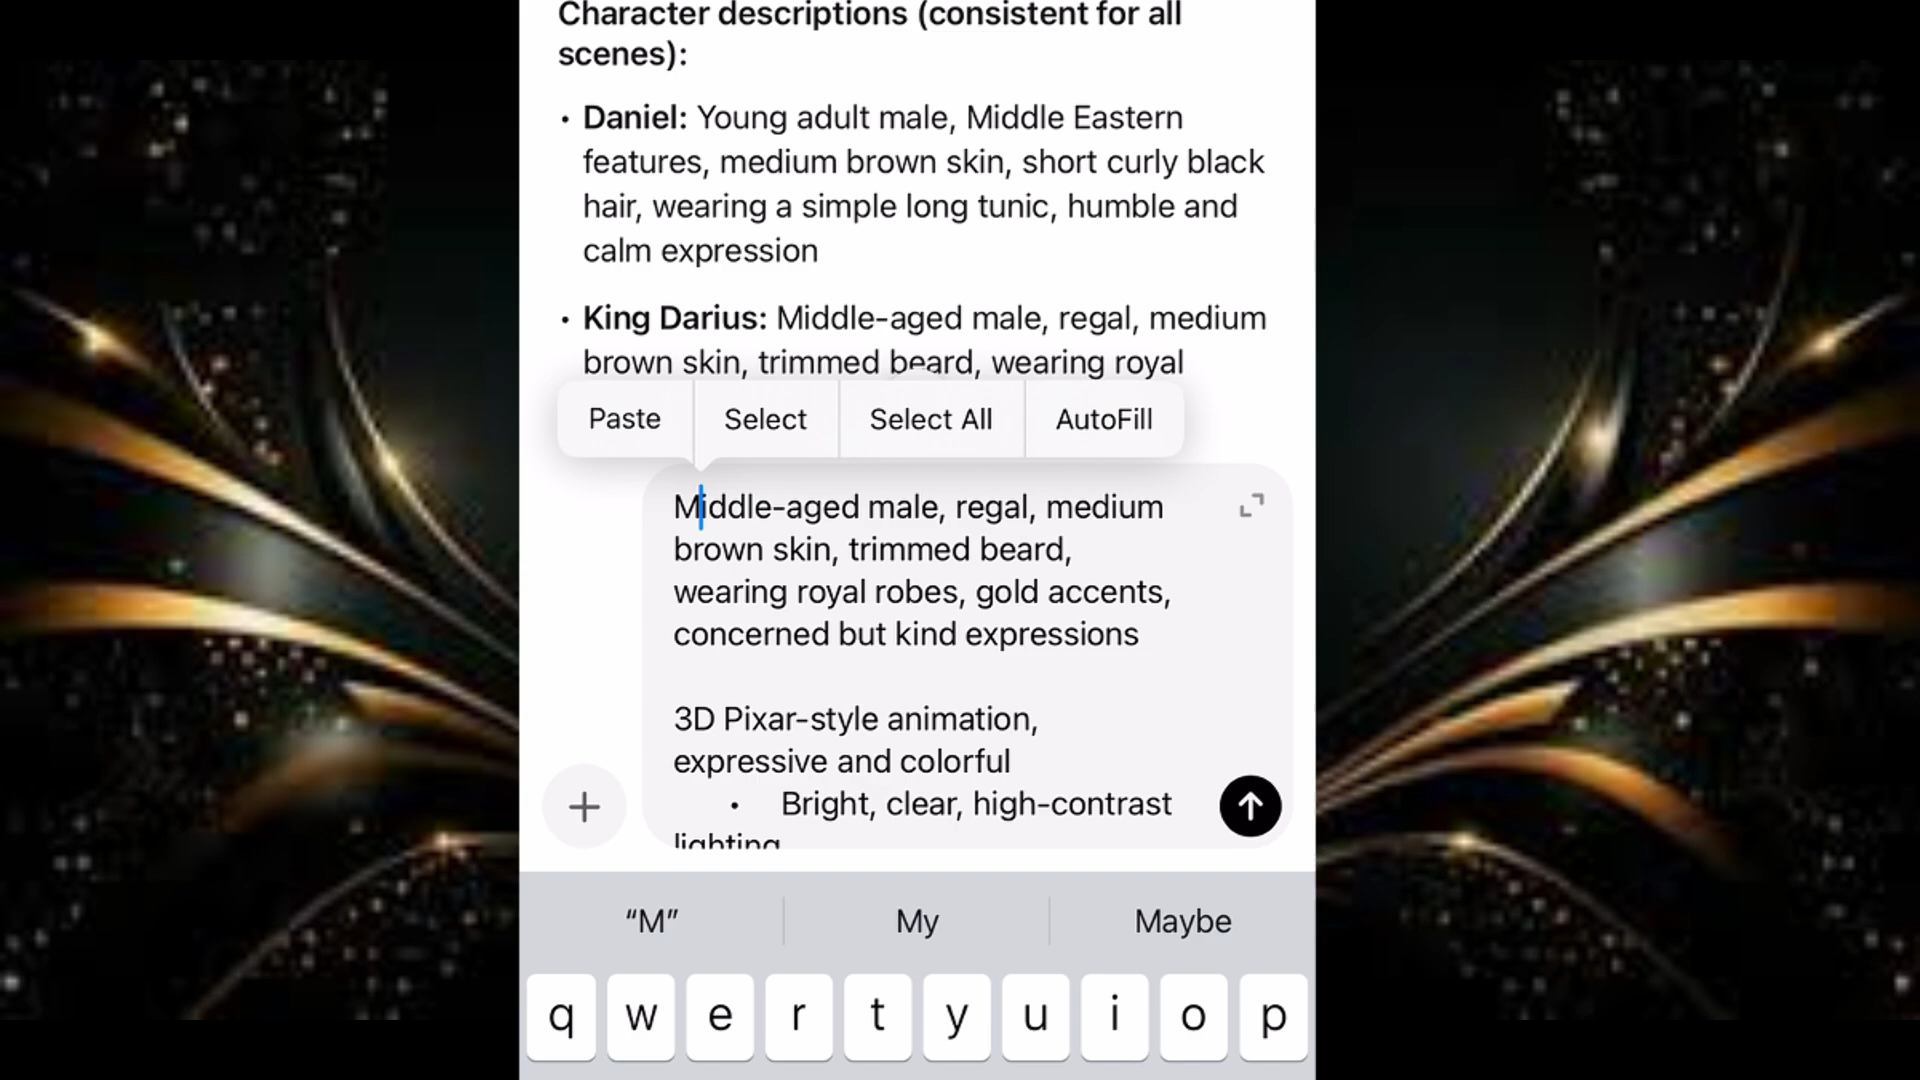 Character descriptions (consistent for all
scenes):
• Daniel: Young adult male, Middle Eastern
features, medium brown skin, short curly black
hair, wearing a simple long tunic, humble and
calm expression
• King Darius: Middle-aged male, regal, medium
brown skin, trimmed beard, wearing royal
Paste Select Select All AutoFill
Middle-aged male, regal, medium
brown skin, trimmed beard,
wearing royal robes, gold accents,
concerned but kind expressions
3D Pixar-style animation,
expressive and colorful
• Bright, clear, high-contrast
lighting
“M” My Maybe
q w e r t y u i o p